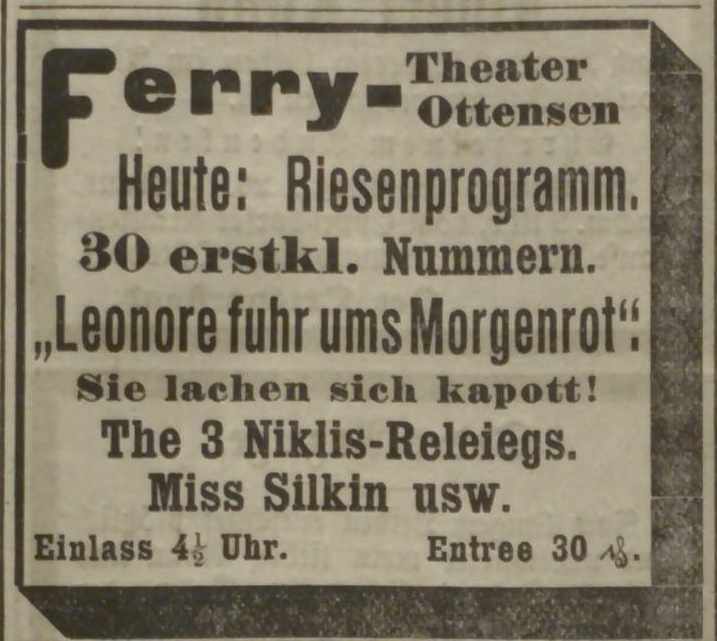 Ferry-Theater Ottensen
Heute: Riesenprogramm.
30 erstkl. Nummern.
„Leonore fuhr ums Morgenrot“.
Sie lachen sich kapott!
The 3 Niklis-Releiegs.
Miss Silkin usw.
Einlass 4½ Uhr. Entree 30 ₰.